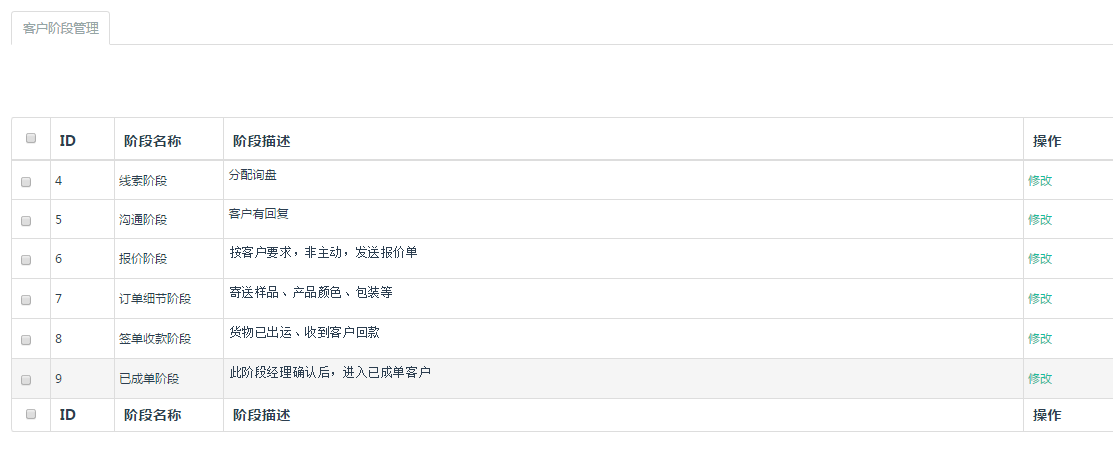 客户阶段管理
ID 阶段名称 阶段描述 操作
4 线索阶段 分配询盘 修改
5 沟通阶段 客户有回复 修改
6 报价阶段 按客户要求，非主动，发送报价单 修改
7 订单细节阶段 寄送样品、产品颜色、包装等 修改
8 签单收款阶段 货物已出运、收到客户回款 修改
9 已成单阶段 此阶段经理确认后，进入已成单客户 修改
ID 阶段名称 阶段描述 操作